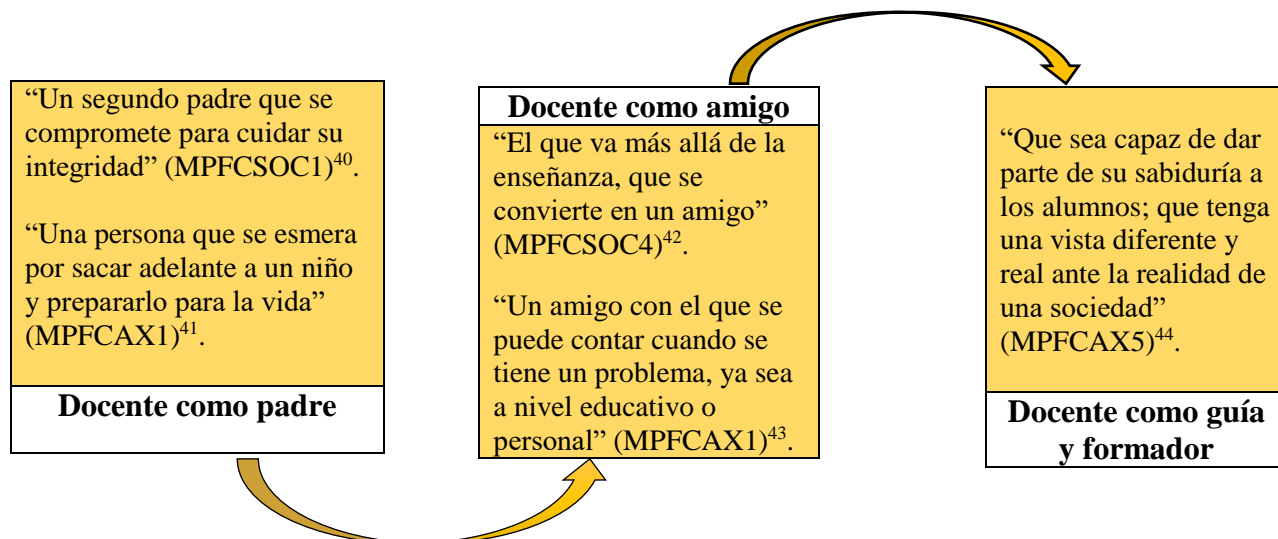 “Un segundo padre que se
compromete para cuidar su
integridad” (MPFCSOC1)⁴⁰.
“Una persona que se esmera
por sacar adelante a un niño
y prepararlo para la vida”
(MPFCAX1)⁴¹.
Docente como padre
Docente como amigo
“El que va más allá de la
enseñanza, que se
convierte en un amigo”
(MPFCSOC4)⁴².
“Un amigo con el que se
puede contar cuando se
tiene un problema, ya sea
a nivel educativo o
personal” (MPFCAX1)⁴³.
“Que sea capaz de dar
parte de su sabiduría a
los alumnos; que tenga
una vista diferente y
real ante la realidad de
una sociedad”
(MPFCAX5)⁴⁴.
Docente como guía
y formador